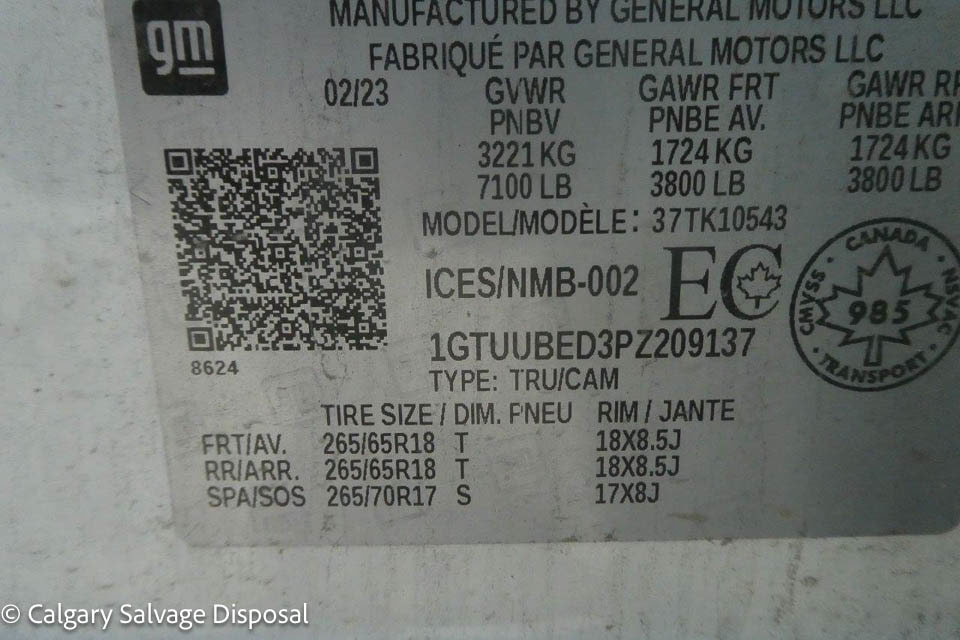 gm
MANUFACTURED BY GENERAL MOTORS LLC
FABRIQUÉ PAR GENERAL MOTORS LLC
02/23 GVWR GAWR FRT GAWR
PNBV PNBE AV. PNBE
3221 KG 1724 KG 1724 KG
7100 LB 3800 LB 3800 LB
MODEL/MODÈLE: 37TK10543
ICES/NMB-002 EC
CANADA
CMVSS NSVAC
985
TRANSPORT
1GTUUBED3PZ209137
8624
TYPE: TRU/CAM
TIRE SIZE / DIM. PNEU RIM / JANTE
FRT/AV. 265/65R18 T 18X8.5J
RR/ARR. 265/65R18 T 18X8.5J
SPA/SOS 265/70R17 S 17X8J
© Calgary Salvage Disposal